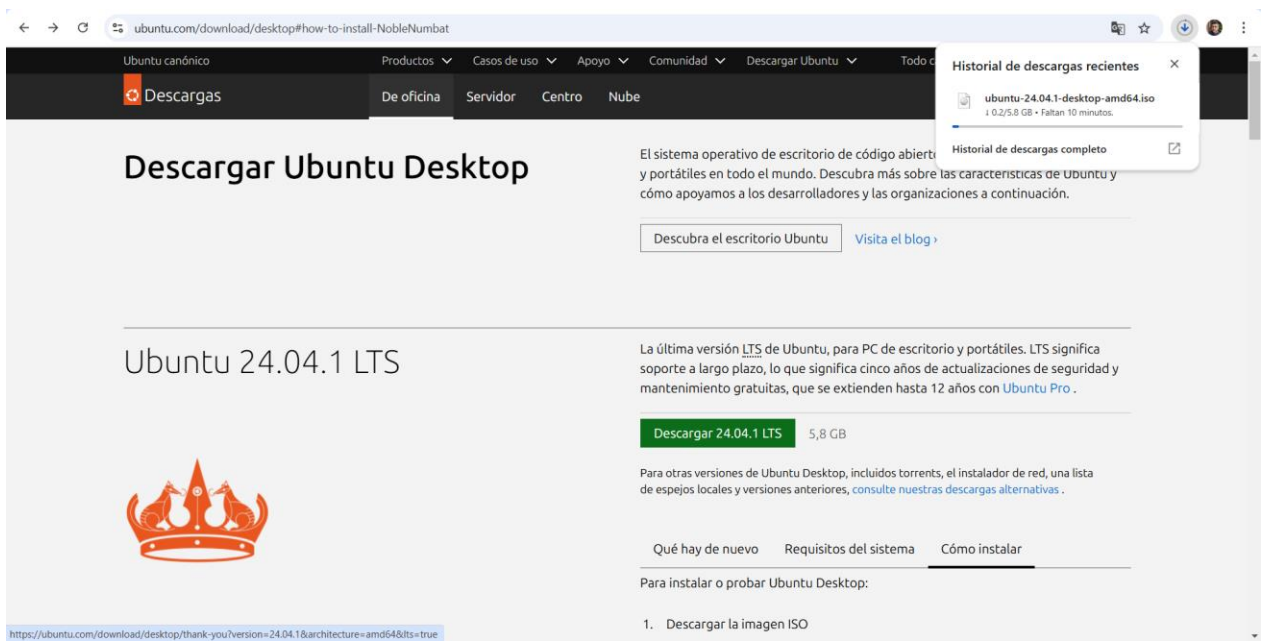 ubuntu.com/download/desktop#how-to-install-NobleNumbat
Ubuntu canónico
Productos
Casos de uso
Apoyo
Comunidad
Descargar Ubuntu
Todo c
Descargas
De oficina
Servidor
Centro
Nube
Historial de descargas recientes
ubuntu-24.04.1-desktop-amd64.iso
↓ 0.2/5.8 GB • Faltan 10 minutos.
Historial de descargas completo
Descargar Ubuntu Desktop
El sistema operativo de escritorio de código abierto
y portátiles en todo el mundo. Descubra más sobre las características de Ubuntu y
cómo apoyamos a los desarrolladores y las organizaciones a continuación.
Descubra el escritorio Ubuntu
Visita el blog ›
Ubuntu 24.04.1 LTS
La última versión LTS de Ubuntu, para PC de escritorio y portátiles. LTS significa
soporte a largo plazo, lo que significa cinco años de actualizaciones de seguridad y
mantenimiento gratuitas, que se extienden hasta 12 años con Ubuntu Pro .
Descargar 24.04.1 LTS
5,8 GB
Para otras versiones de Ubuntu Desktop, incluidos torrents, el instalador de red, una lista
de espejos locales y versiones anteriores, consulte nuestras descargas alternativas .
Qué hay de nuevo
Requisitos del sistema
Cómo instalar
Para instalar o probar Ubuntu Desktop:
1. Descargar la imagen ISO
https://ubuntu.com/download/desktop/thank-you?version=24.04.1&architecture=amd64&lts=true